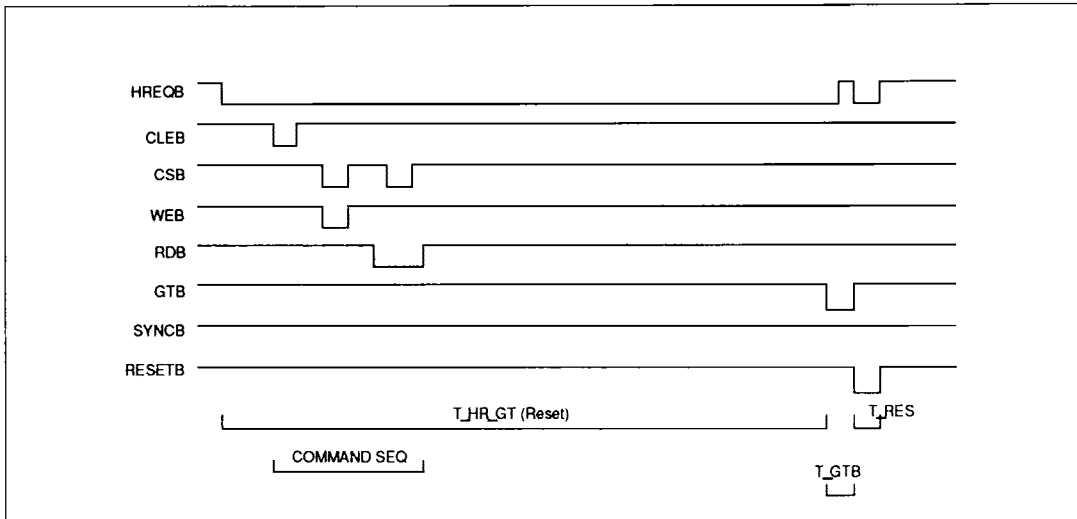 HREQB
CLEB
CSB
WEB
RDB
GTB
SYNCB
RESETB
T_HR_GT (Reset)
T_RES
COMMAND SEQ
T_GTB